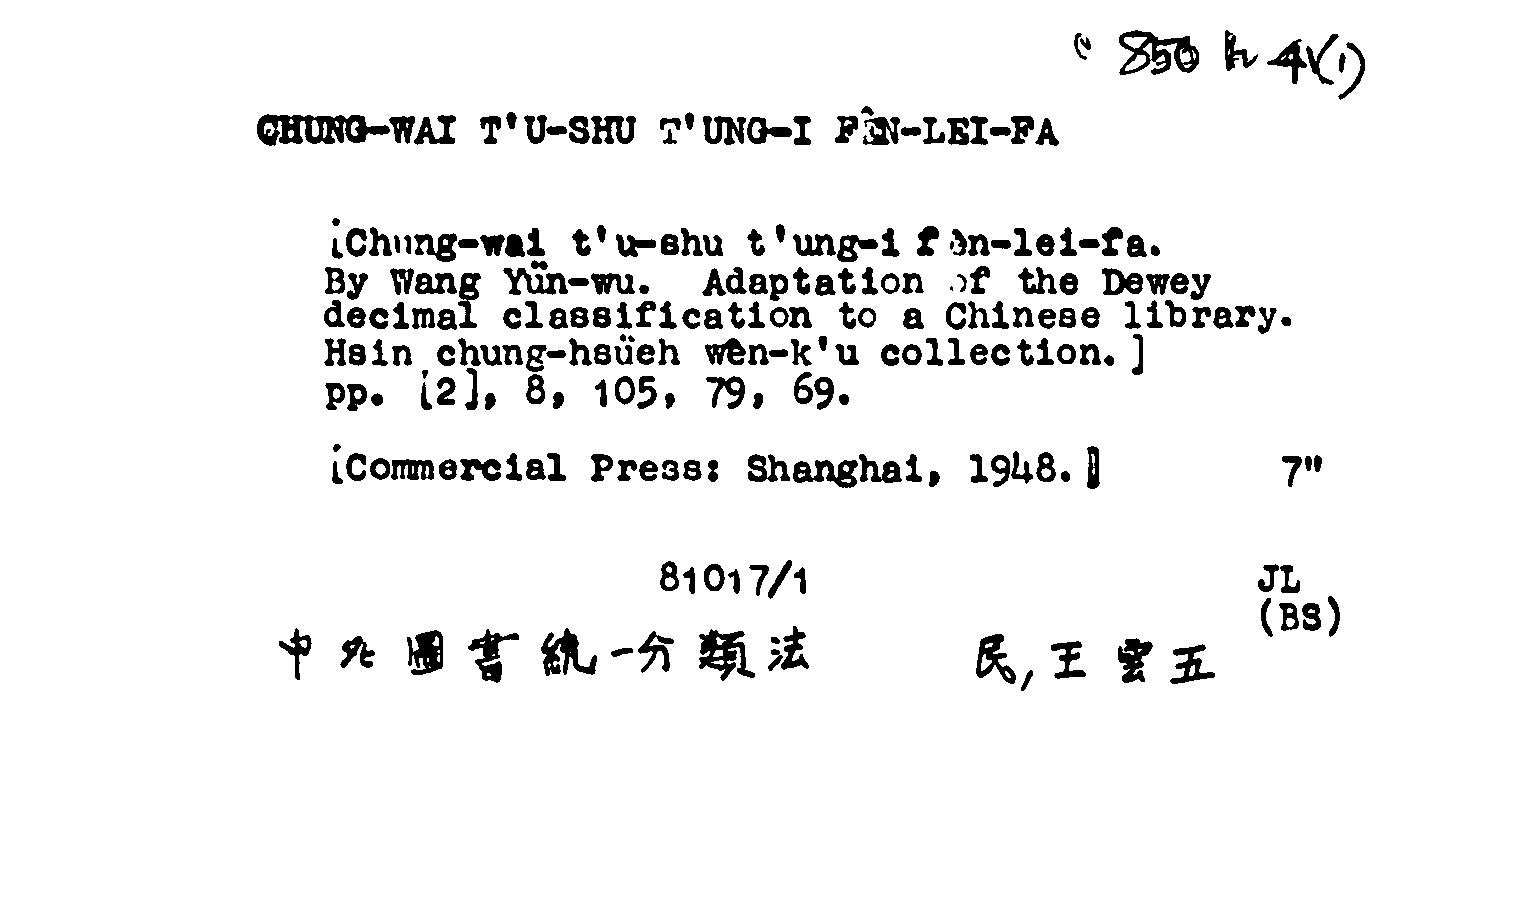 850 h 4(1)
CHUNG-WAI T'U-SHU T'UNG-I FÊN-LEI-FA
[Chung-wai t'u-shu t'ung-i fên-lei-fa.
By Wang Yün-wu. Adaptation of the Dewey
decimal classification to a Chinese library.
Hsin chung-hsüeh wên-k'u collection.]
pp. [2], 8, 105, 79, 69.
[Commercial Press: Shanghai, 1948.] 7"
81017/1 JL
(BS)
中外圖書統一分類法 民,王雲五